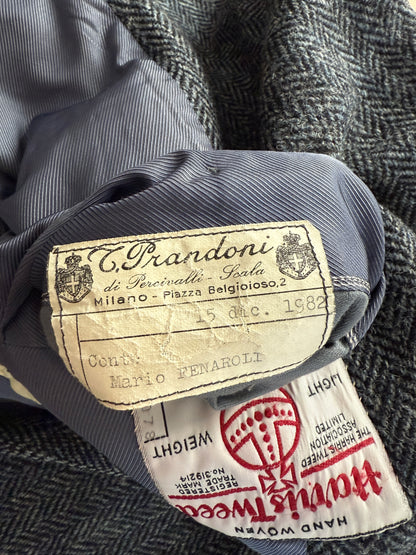 T. Prandoni
di Percivalli - Scala
Milano - Piazza Belgioioso, 2
15 dic. 1982
Cont:
Mario FENAROLI
LIGHT
WEIGHT
THE HARRIS TWEED
ASSOCIATION
LIMITED
REGISTERED
TRADE MARK
No.319214
Harris Tweed
HAND WOVEN